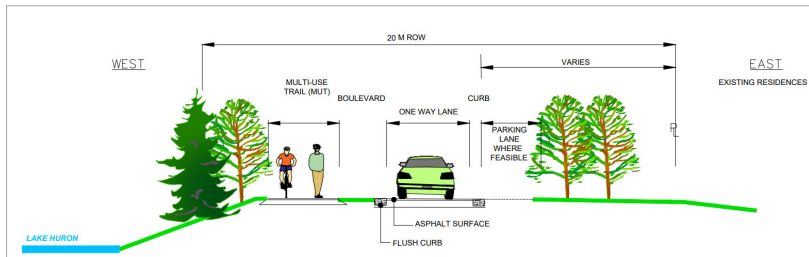 20 M ROW
WEST
EAST
VARIES
EXISTING RESIDENCES
MULTI-USE
TRAIL (MUT)
BOULEVARD
CURB
ONE WAY LANE
PARKING
LANE
WHERE
FEASIBLE
PL
ASPHALT SURFACE
FLUSH CURB
LAKE HURON